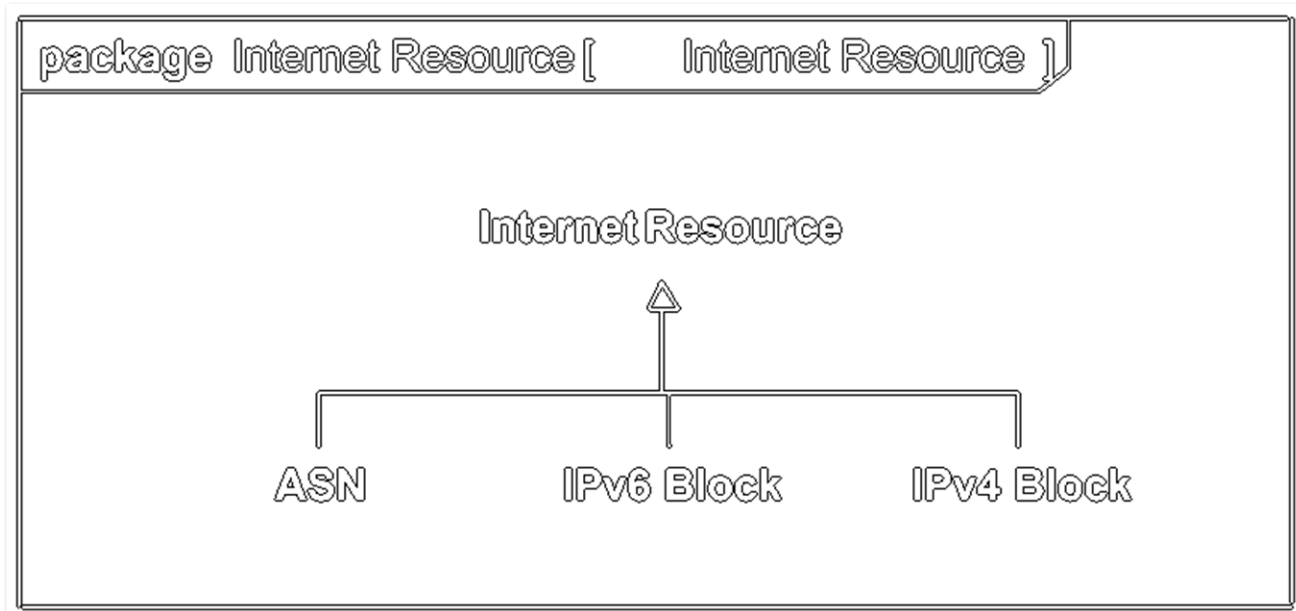 package Internet Resource [ Internet Resource ]
Internet Resource
ASN IPv6 Block IPv4 Block